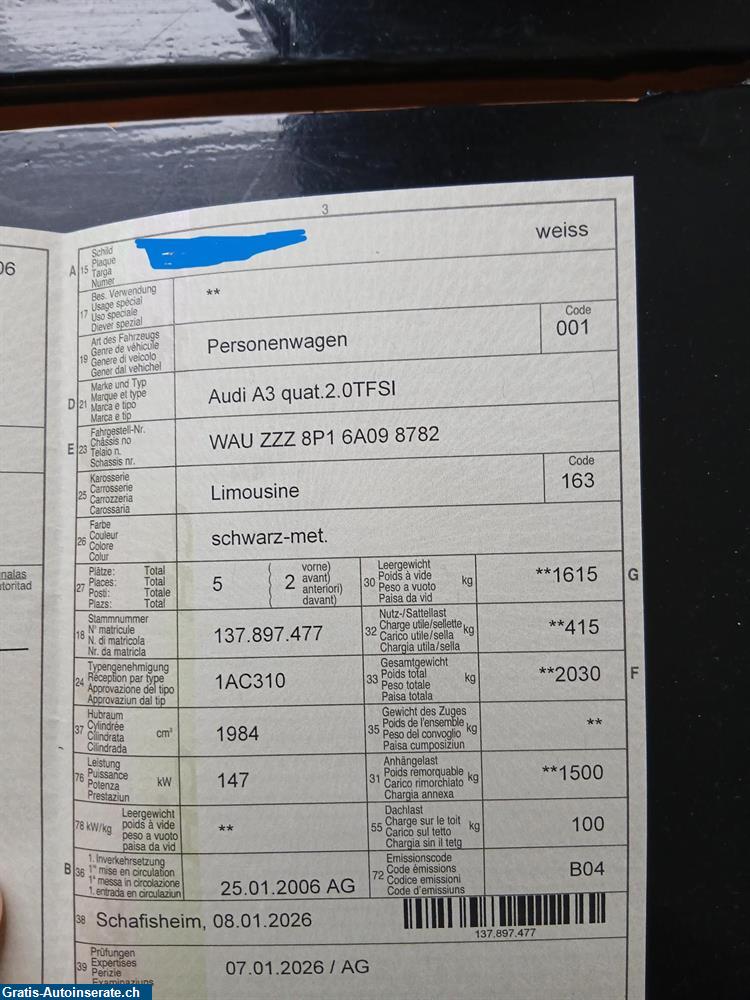 3
06
A 15 Schild
Plaque
Targa
Numer
weiss
17 Bes. Verwendung
Usage spécial
Uso speciale
Diever spezial
**
19 Art des Fahrzeugs
Genre de véhicule
Genere di veicolo
Gener dal vehichel
Personenwagen
Code
001
D 21 Marke und Typ
Marque et type
Marca e tipo
Marca e tip
Audi A3 quat.2.0TFSI
E 23 Fahrgestell-Nr.
Châssis no
Telaio n.
Schassis nr.
WAU ZZZ 8P1 6A09 8782
25 Karosserie
Carrosserie
Carrozzeria
Carossaria
Limousine
Code
163
26 Farbe
Couleur
Colore
Colur
schwarz-met.
27 Plätze: Total
Places: Total
Posti: Totale
Plazs: Total
5 ( 2 vorne)
avant)
anteriori)
davant)
30 Leergewicht
Poids à vide
Peso a vuoto
Paisa da vid
kg
**1615
G
18 Stammnummer
N° matricule
N. di matricola
Nr. da matricla
137.897.477
32 Nutz-/Sattellast
Charge utile/sellette
Carico utile/sella
Chargia utila/sella
kg
**415
24 Typengenehmigung
Réception par type
Approvazione del tipo
Approvaziun dal tip
1AC310
33 Gesamtgewicht
Poids total
Peso totale
Paisa totala
kg
**2030
F
37 Hubraum
Cylindrée
Cilindrata
Cilindrada
cm³
1984
35 Gewicht des Zuges
Poids de l'ensemble
Peso del convoglio
Paisa cumposiziun
kg
**
76 Leistung
Puissance
Potenza
Prestaziun
kW
147
31 Anhängelast
Poids remorquable
Carico rimorchiato
Chargia annexa
kg
**1500
78 kW/kg Leergewicht
poids à vide
peso a vuoto
paisa da vid
**
55 Dachlast
Charge sur le toit
Carico sul tetto
Chargia sin il tetg
kg
100
B 36 1. Inverkehrsetzung
1re mise en circulation
1a messa in circolazione
1. entrada en circulaziun
25.01.2006 AG
72 Emissionscode
Code émissions
Codice emissioni
Code d'emissiuns
B04
38 Schafisheim, 08.01.2026
137.897.477
39 Prüfungen
Expertises
Perizie
Examinaziuns
07.01.2026 / AG
Gratis-Autoinserate.ch